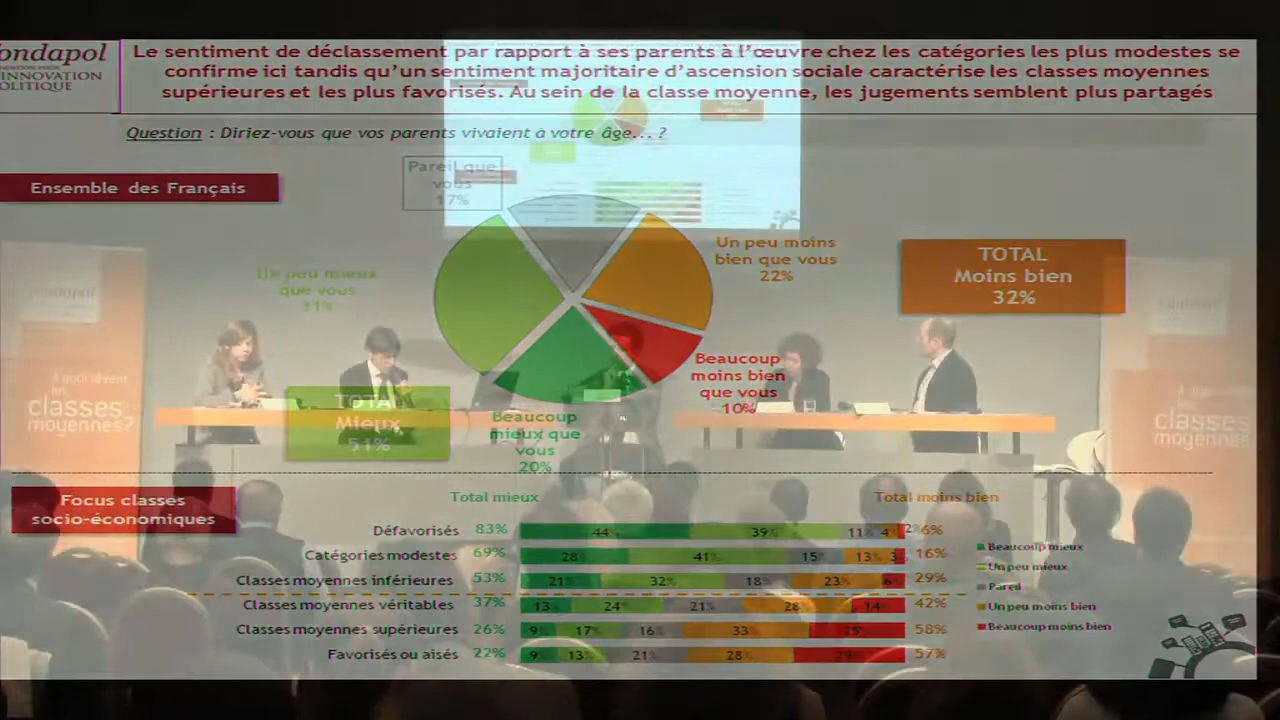 fondapol
L'INNOVATION
POLITIQUE
Le sentiment de déclassement par rapport à ses parents à l'œuvre chez les catégories les plus modestes se
confirme ici tandis qu'un sentiment majoritaire d'ascension sociale caractérise les classes moyennes
supérieures et les plus favorisés. Au sein de la classe moyenne, les jugements semblent plus partagés
Question : Diriez-vous que vos parents vivaient à votre âge... ?
Ensemble des Français
Pareil que
vous
17%
Un peu moins
bien que vous
22%
TOTAL
Moins bien
32%
Un peu mieux
que vous
31%
Beaucoup
moins bien
que vous
10%
TOTAL
Mieux
51%
Beaucoup
mieux que
vous
20%
fondapol
À quoi rêvent
les
classes
moyennes?
classes
moyennes?
Focus classes
socio-économiques
Total mieux
Total moins bien
Défavorisés 83% 44% 39% 11% 4% 2% 6%
Catégories modestes 69% 28% 41% 15% 13% 3% 16%
Classes moyennes inférieures 53% 21% 32% 18% 23% 6% 29%
Classes moyennes véritables 37% 13% 24% 21% 28% 14% 42%
Classes moyennes supérieures 26% 9% 17% 16% 33% 25% 58%
Favorisés ou aisés 22% 9% 13% 21% 28% 29% 57%
Beaucoup mieux
Un peu mieux
Pareil
Un peu moins bien
Beaucoup moins bien